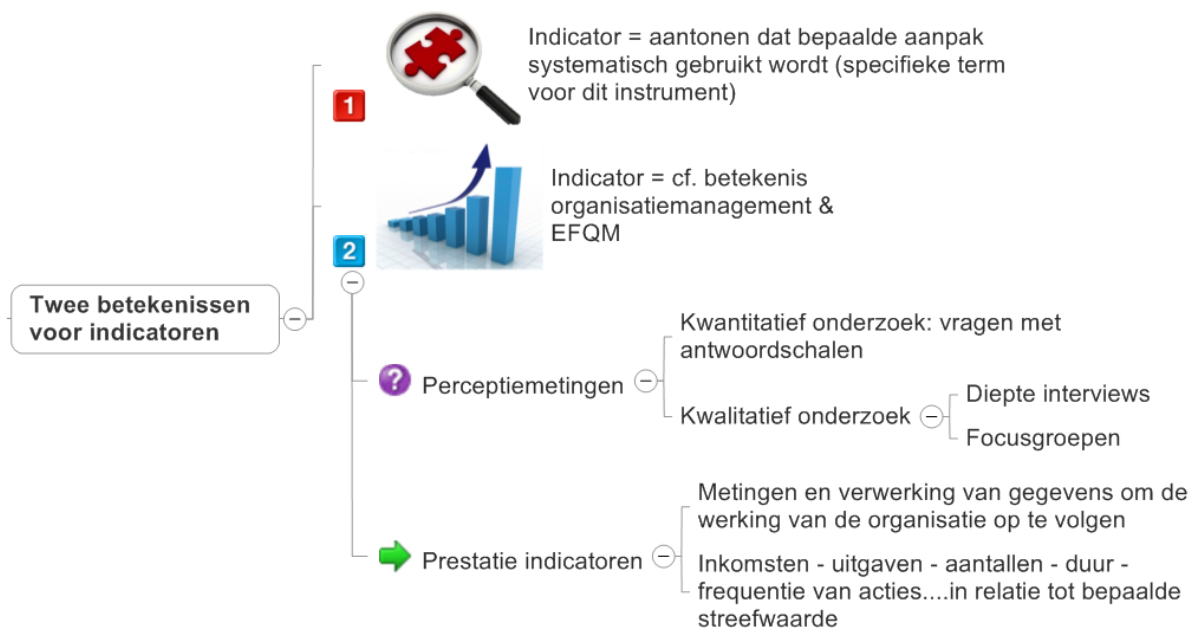 Indicator = aantonen dat bepaalde aanpak
systematisch gebruikt wordt (specifieke term
voor dit instrument)
1
Indicator = cf. betekenis
organisatiemanagement &
EFQM
2
Twee betekenissen
voor indicatoren
Kwantitatief onderzoek: vragen met
antwoordschalen
? Perceptiemetingen
Kwalitatief onderzoek
Diepte interviews
Focusgroepen
Metingen en verwerking van gegevens om de
werking van de organisatie op te volgen
Prestatie indicatoren
Inkomsten - uitgaven - aantallen - duur -
frequentie van acties....in relatie tot bepaalde
streefwaarde